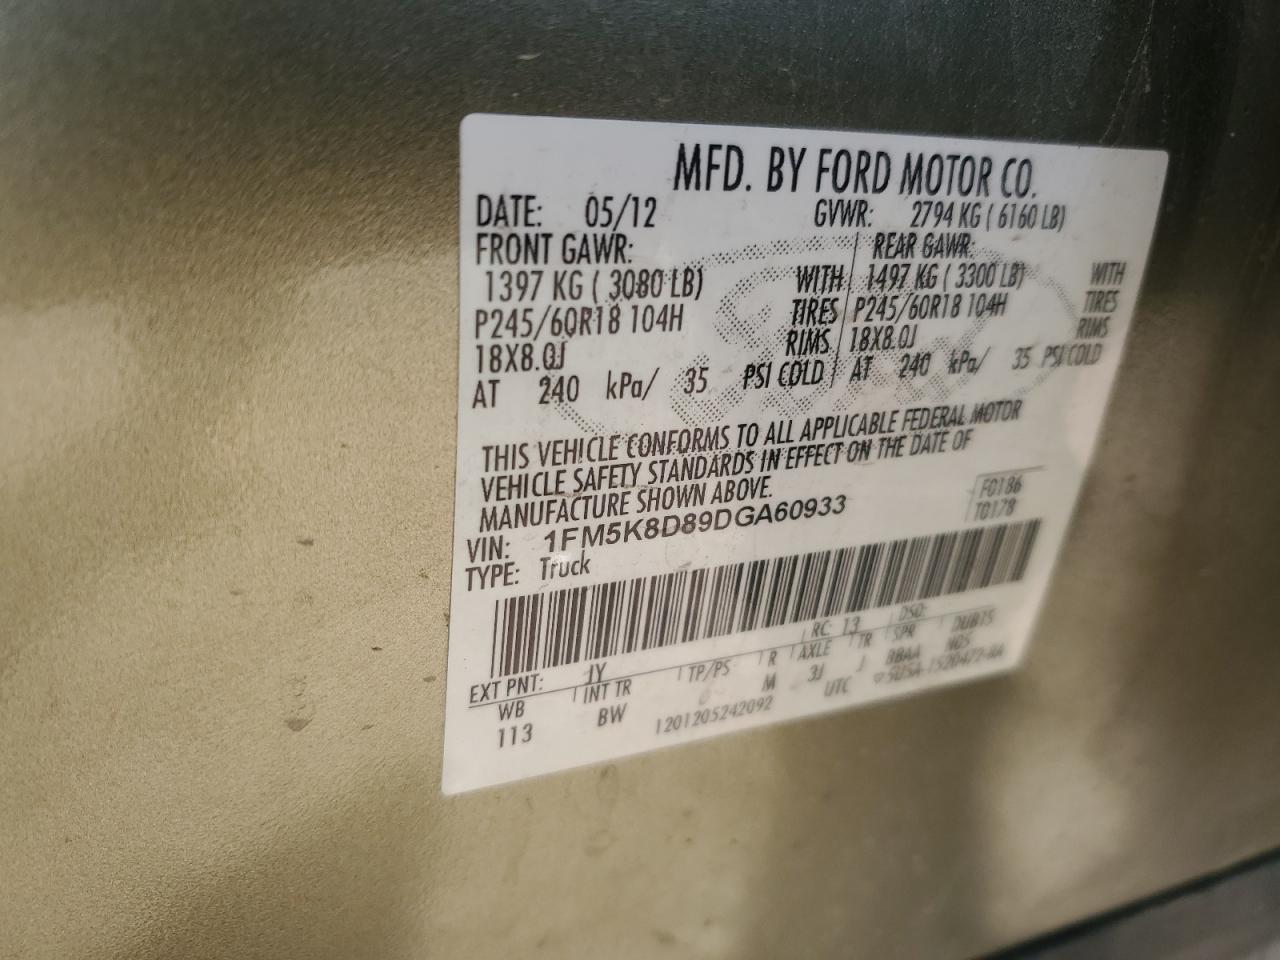 MFD. BY FORD MOTOR CO.
DATE: 05/12 GVWR: 2794 KG ( 6160 LB)
FRONT GAWR: REAR GAWR:
1397 KG ( 3080 LB) WITH 1497 KG ( 3300 LB) WITH
P245/60R18 104H TIRES P245/60R18 104H TIRES
18X8.0J RIMS 18X8.0J RIMS
AT 240 kPa/ 35 PSI COLD AT 240 kPa/ 35 PSI COLD
THIS VEHICLE CONFORMS TO ALL APPLICABLE FEDERAL MOTOR
VEHICLE SAFETY STANDARDS IN EFFECT ON THE DATE OF
MANUFACTURE SHOWN ABOVE.
F0186
VIN: 1FM5K8D89DGA60933 T0178
TYPE: Truck
EXT PNT: JY RC: 13 DSO:
WB INT TR TP/PS R AXLE TR SPR DUBTS
113 BW M 3J J BBAA NGS
1201205242092 UTC